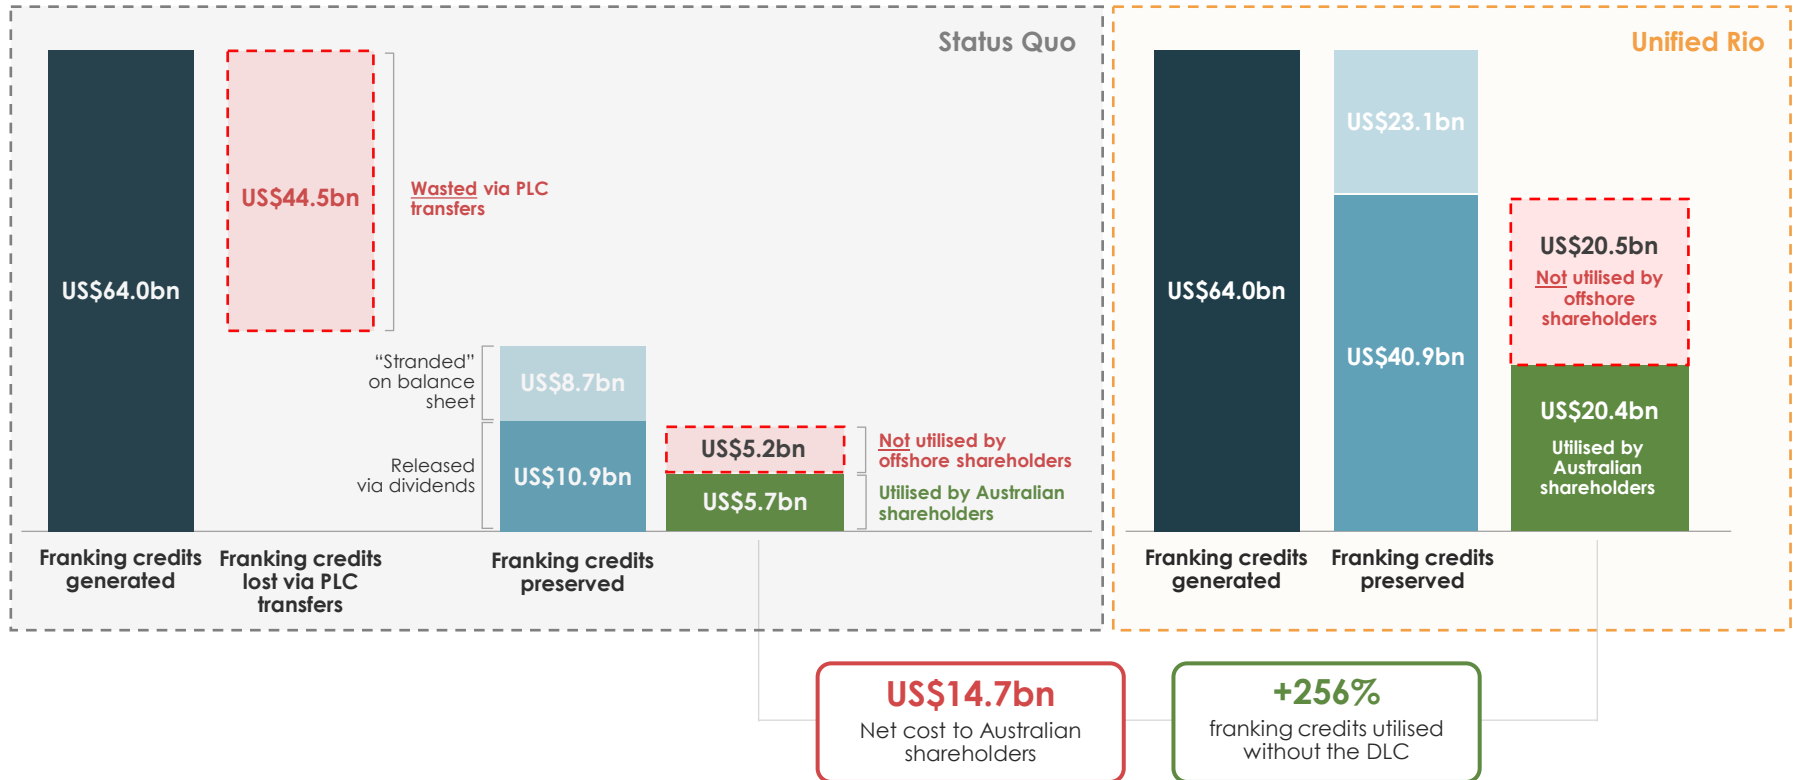 Status Quo
US$64.0bn
US$44.5bn
Wasted via PLC
transfers
“Stranded”
on balance
sheet
US$8.7bn
Released
via dividends
US$10.9bn
US$5.2bn
Not utilised by
offshore shareholders
US$5.7bn
Utilised by Australian
shareholders
Franking credits
generated
Franking credits
lost via PLC
transfers
Franking credits
preserved
Unified Rio
US$64.0bn
US$23.1bn
US$40.9bn
US$20.5bn
Not utilised by
offshore
shareholders
US$20.4bn
Utilised by
Australian
shareholders
Franking credits
generated
Franking credits
preserved
US$14.7bn
Net cost to Australian
shareholders
+256%
franking credits utilised
without the DLC